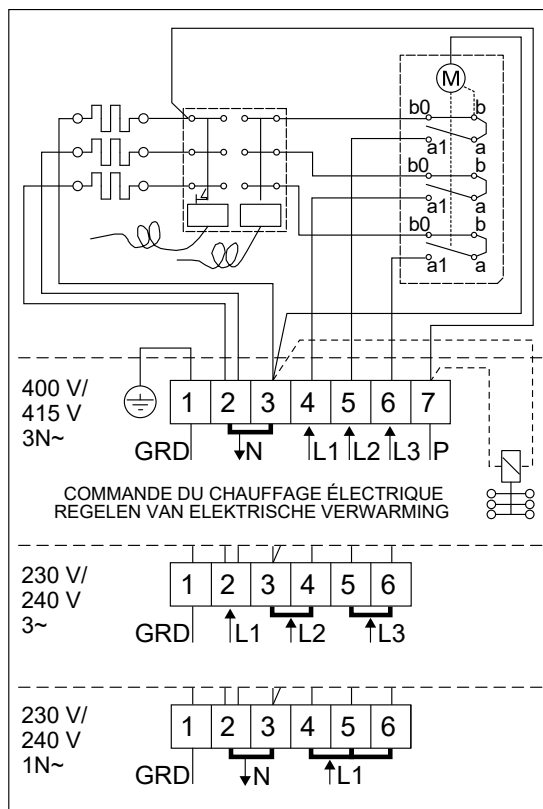 M
b0 b
a1 a
b0 b
a1 a
b0 b
a1 a
400 V/
415 V
3N~
1 2 3 4 5 6 7
GRD N L1 L2 L3 P
COMMANDE DU CHAUFFAGE ÉLECTRIQUE
REGELEN VAN ELEKTRISCHE VERWARMING
230 V/
240 V
3~
1 2 3 4 5 6
GRD L1 L2 L3
230 V/
240 V
1N~
1 2 3 4 5 6
GRD N L1